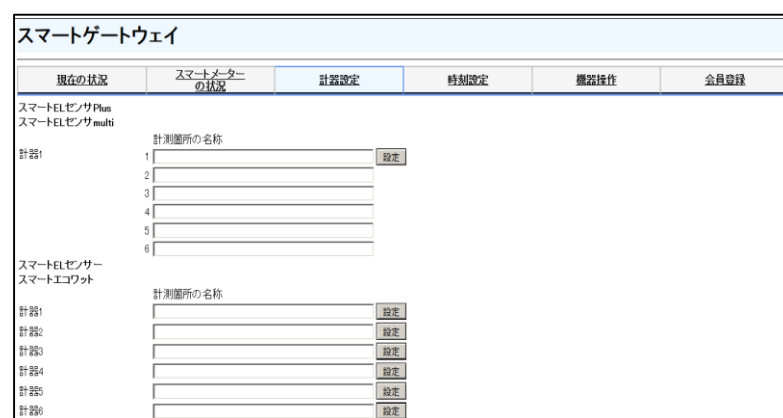 スマートゲートウェイ
現在の状況 スマートメーターの状況 計器設定 時刻設定 機器操作 会員登録
スマートELセンサPlus
スマートELセンサmulti
計測箇所の名称
計器1 1 設定
2
3
4
5
6
スマートELセンサー
スマートエコワット
計測箇所の名称
計器1 設定
計器2 設定
計器3 設定
計器4 設定
計器5 設定
計器6 設定